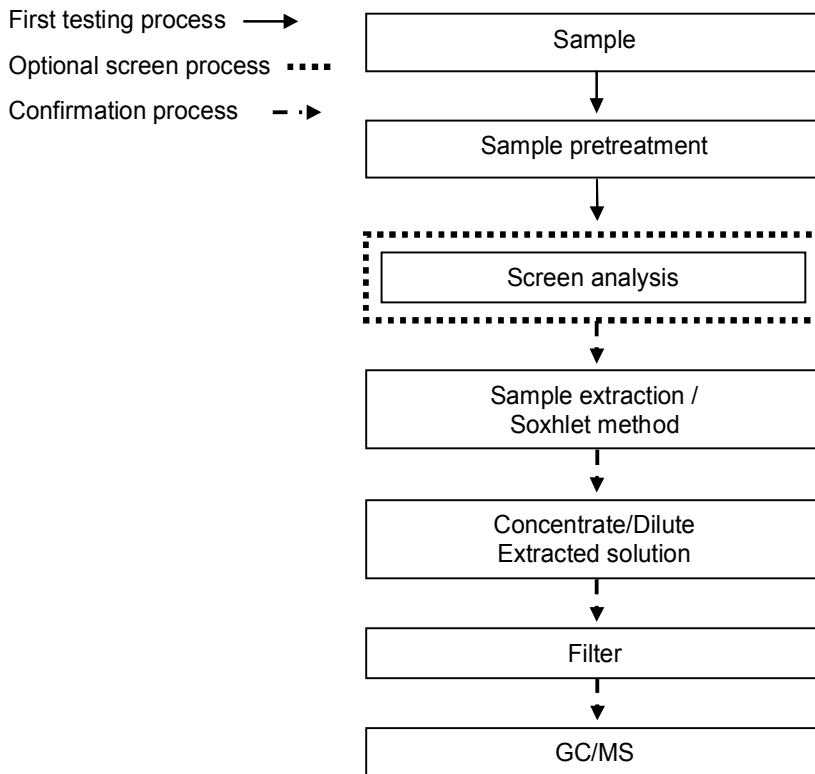 First testing process
Optional screen process
Confirmation process
Sample
Sample pretreatment
Screen analysis
Sample extraction /
Soxhlet method
Concentrate/Dilute
Extracted solution
Filter
GC/MS